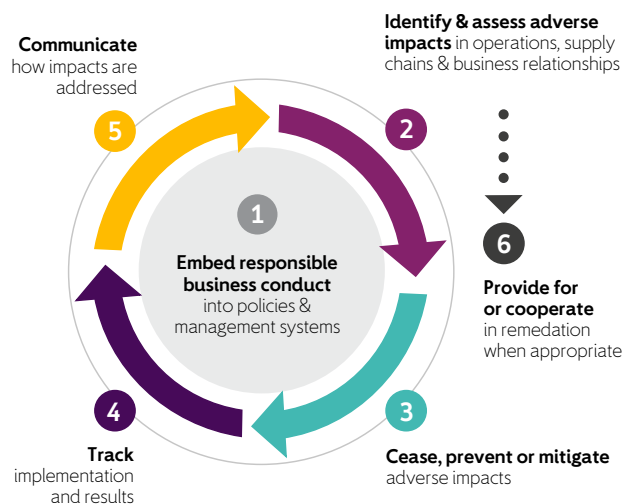 1
Embed responsible
business conduct
into policies &
management systems
2
Identify & assess adverse
impacts in operations, supply
chains & business relationships
3
Cease, prevent or mitigate
adverse impacts
4
Track
implementation
and results
5
Communicate
how impacts are
addressed
6
Provide for
or cooperate
in remedation
when appropriate